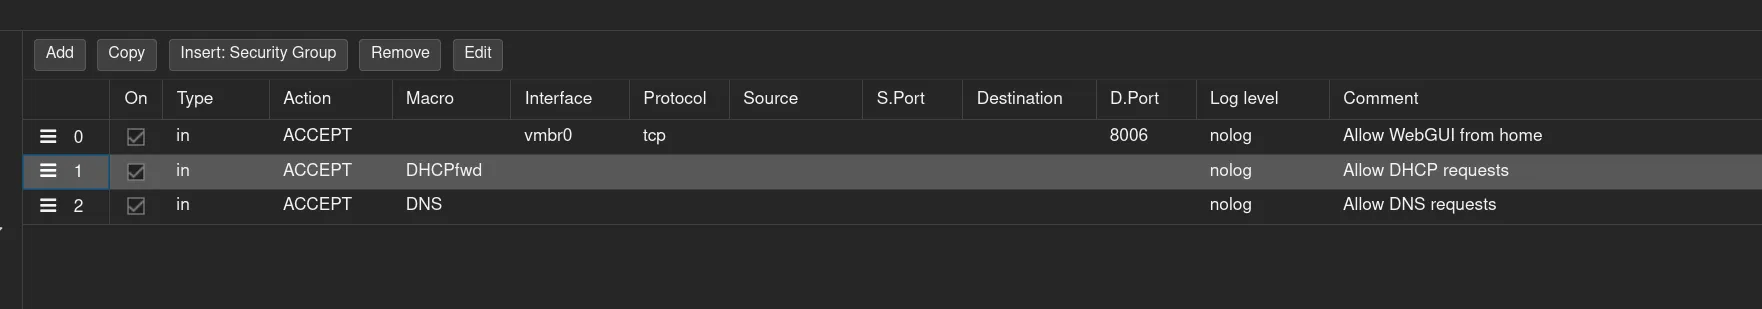 Add Copy Insert: Security Group Remove Edit
On Type Action Macro Interface Protocol Source S.Port Destination D.Port Log level Comment
0 in ACCEPT vmbr0 tcp 8006 nolog Allow WebGUI from home
1 in ACCEPT DHCPfwd nolog Allow DHCP requests
2 in ACCEPT DNS nolog Allow DNS requests